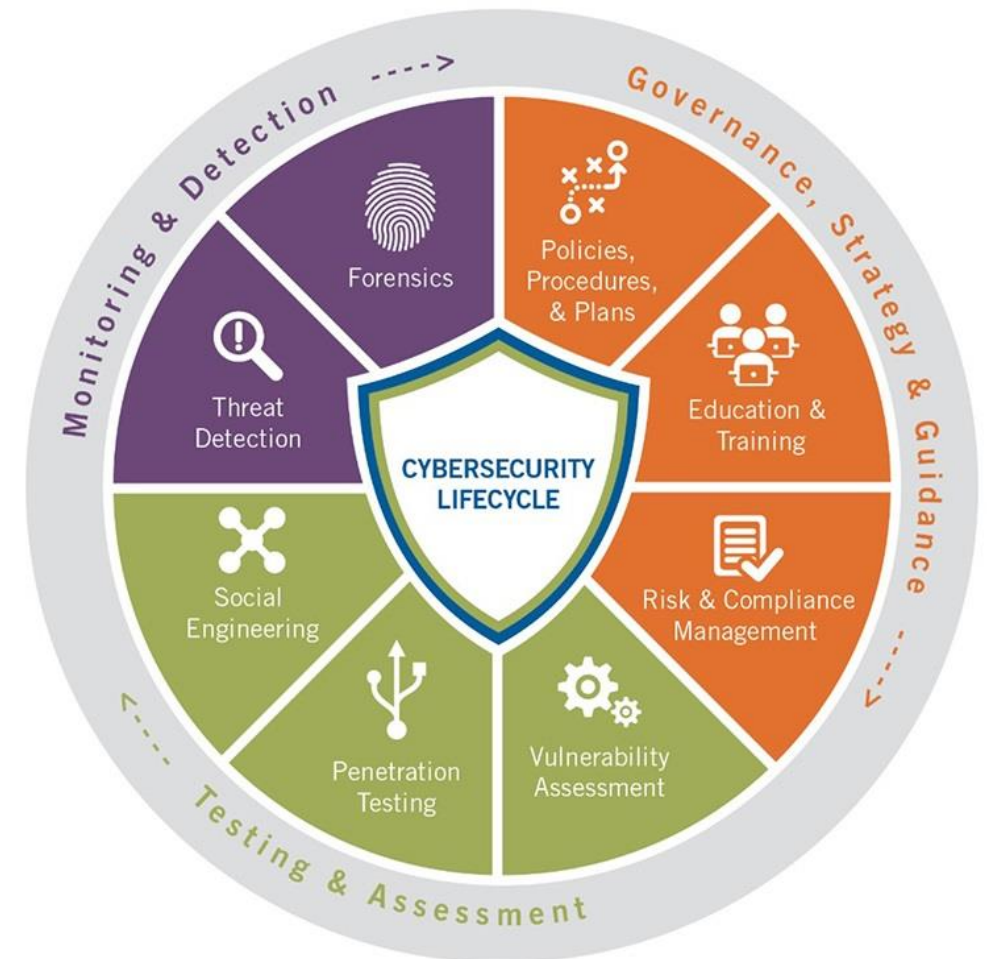 Monitoring & Detection ---->
Governance, Strategy & Guidance ---->
Forensics
Policies,
Procedures,
& Plans
Threat
Detection
Education &
Training
CYBERSECURITY
LIFECYCLE
Social
Engineering
Risk & Compliance
Management
Penetration
Testing
Vulnerability
Assessment
<---- Testing & Assessment